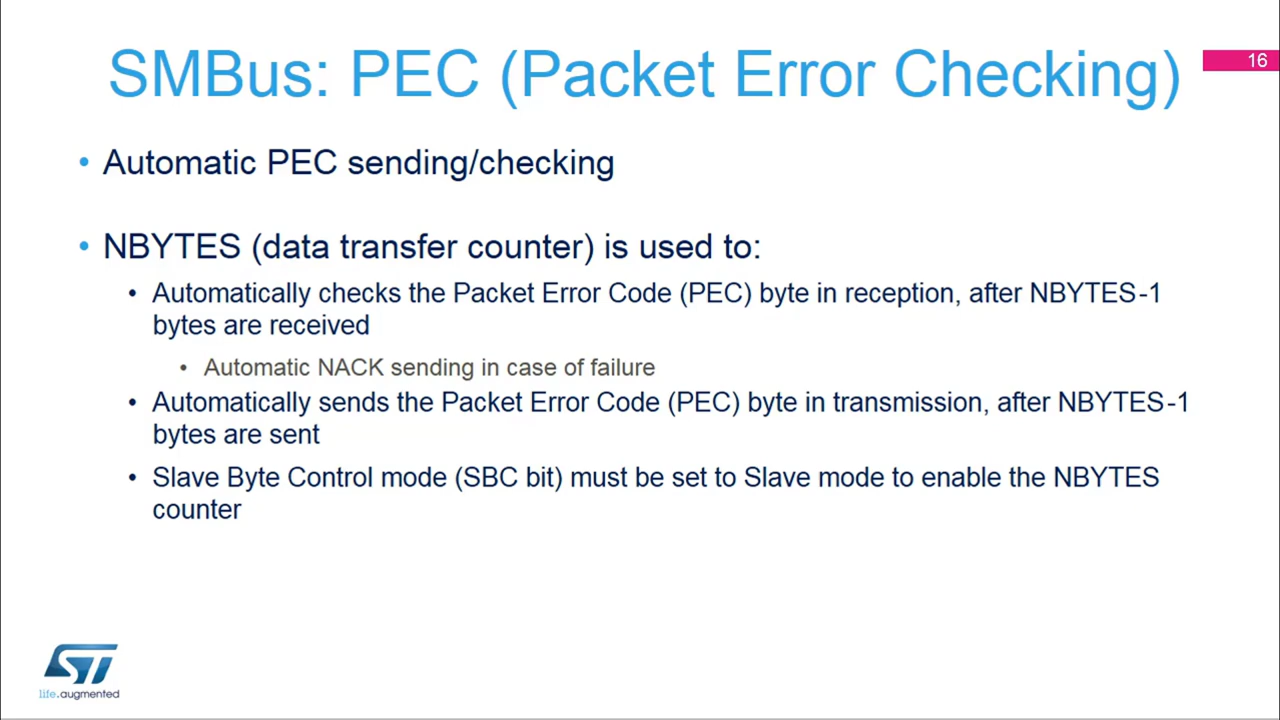 SMBus: PEC (Packet Error Checking)
16
• Automatic PEC sending/checking
• NBYTES (data transfer counter) is used to:
• Automatically checks the Packet Error Code (PEC) byte in reception, after NBYTES-1
bytes are received
• Automatic NACK sending in case of failure
• Automatically sends the Packet Error Code (PEC) byte in transmission, after NBYTES-1
bytes are sent
• Slave Byte Control mode (SBC bit) must be set to Slave mode to enable the NBYTES
counter
ST
life.augmented